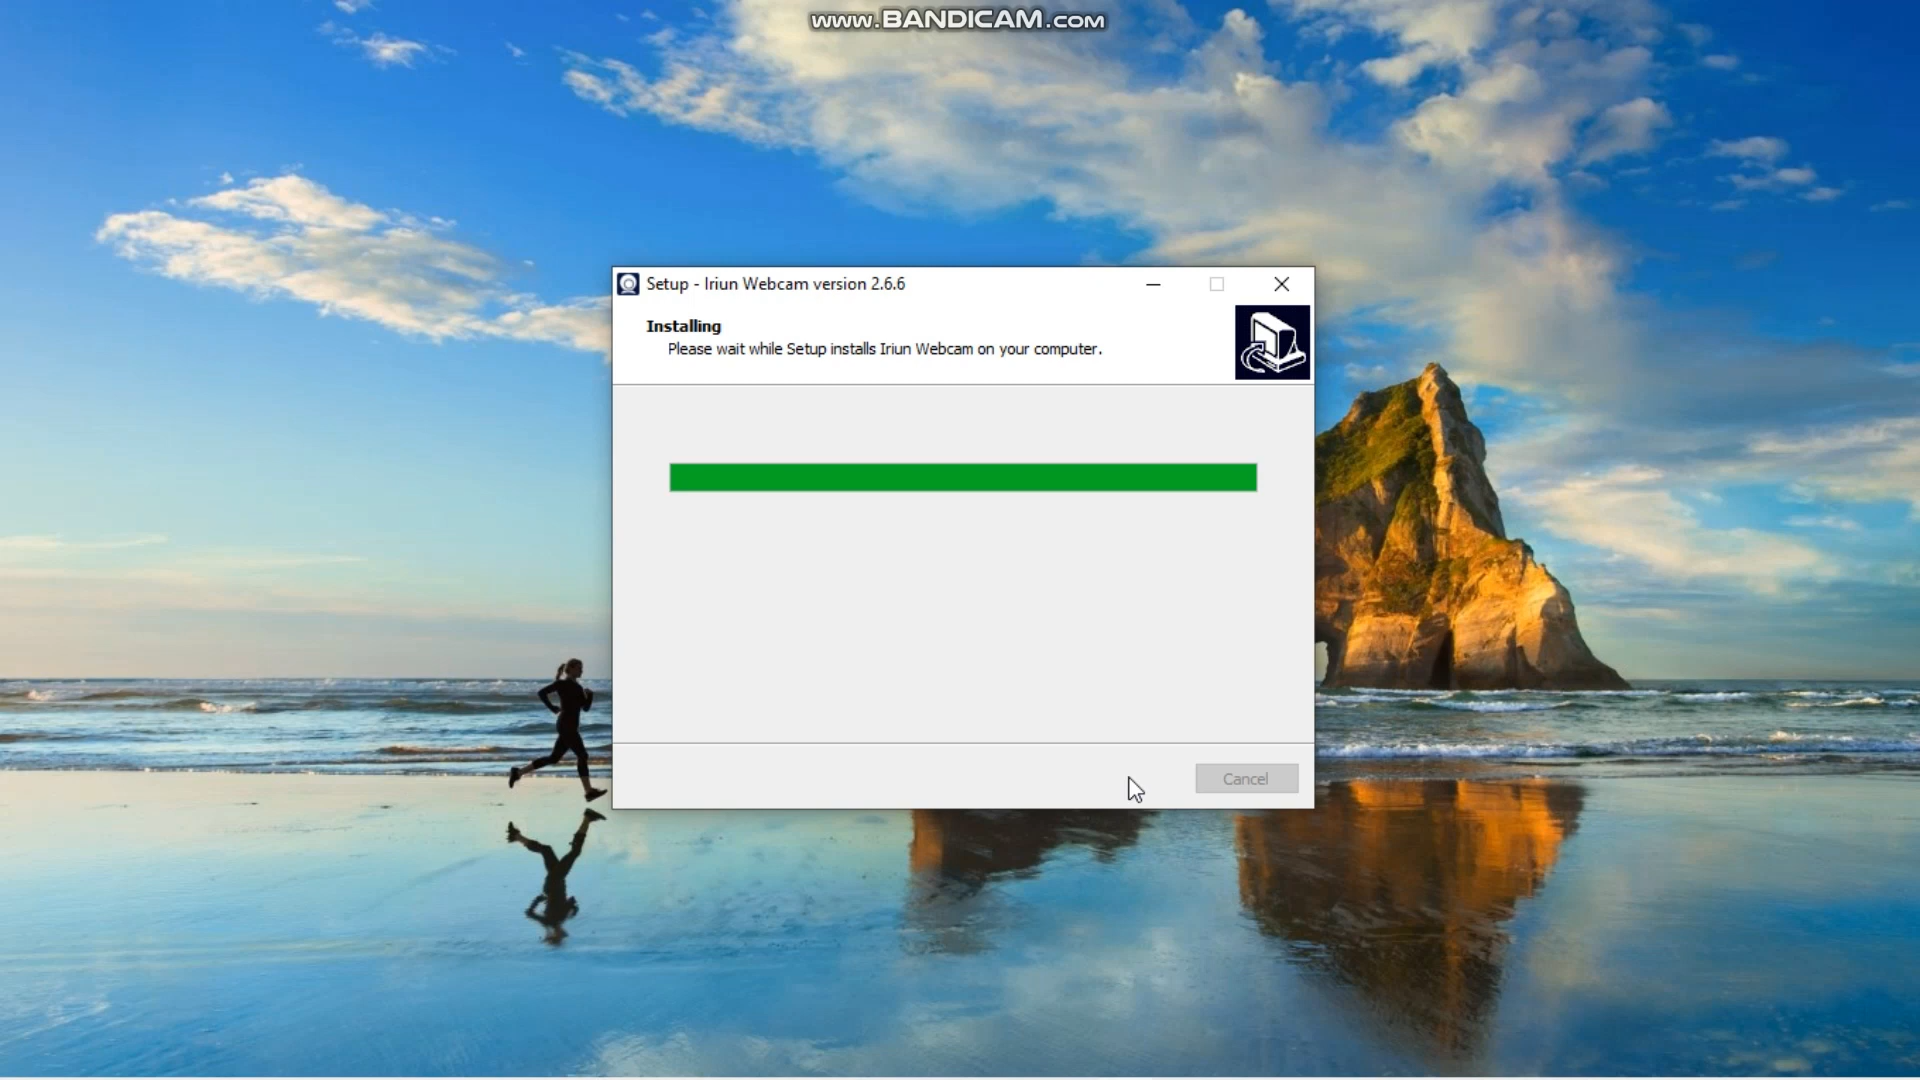 www.BANDICAM.com
Setup - Iriun Webcam version 2.6.6
Installing
Please wait while Setup installs Iriun Webcam on your computer.
Cancel